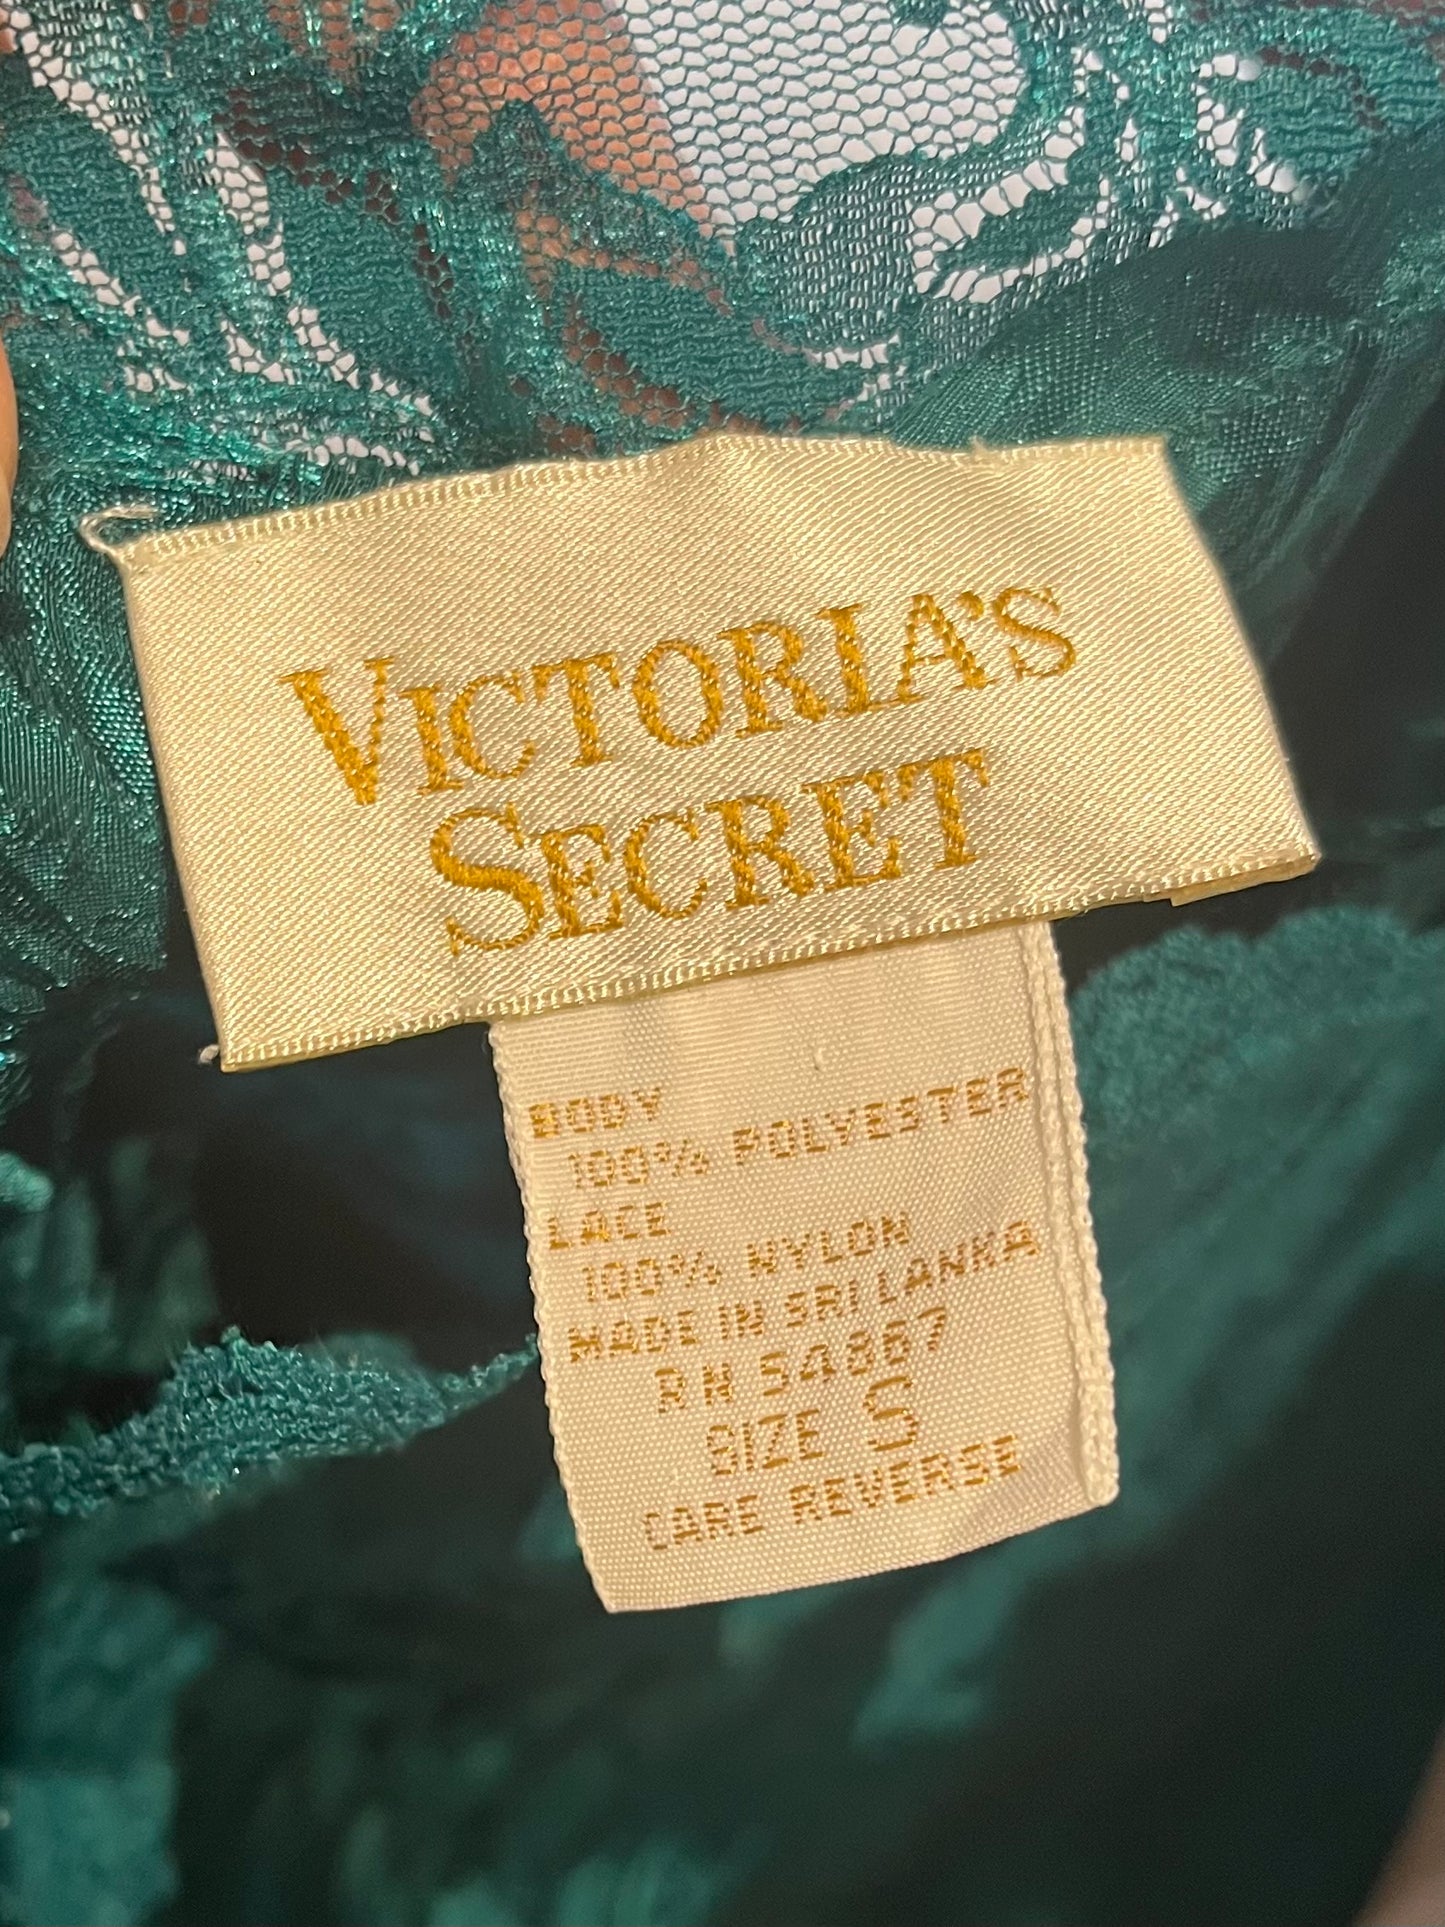 VICTORIA'S
SECRET
BODY
100% POLYESTER
LACE
100% NYLON
MADE IN SRI LANKA
RN 54867
SIZE S
CARE REVERSE